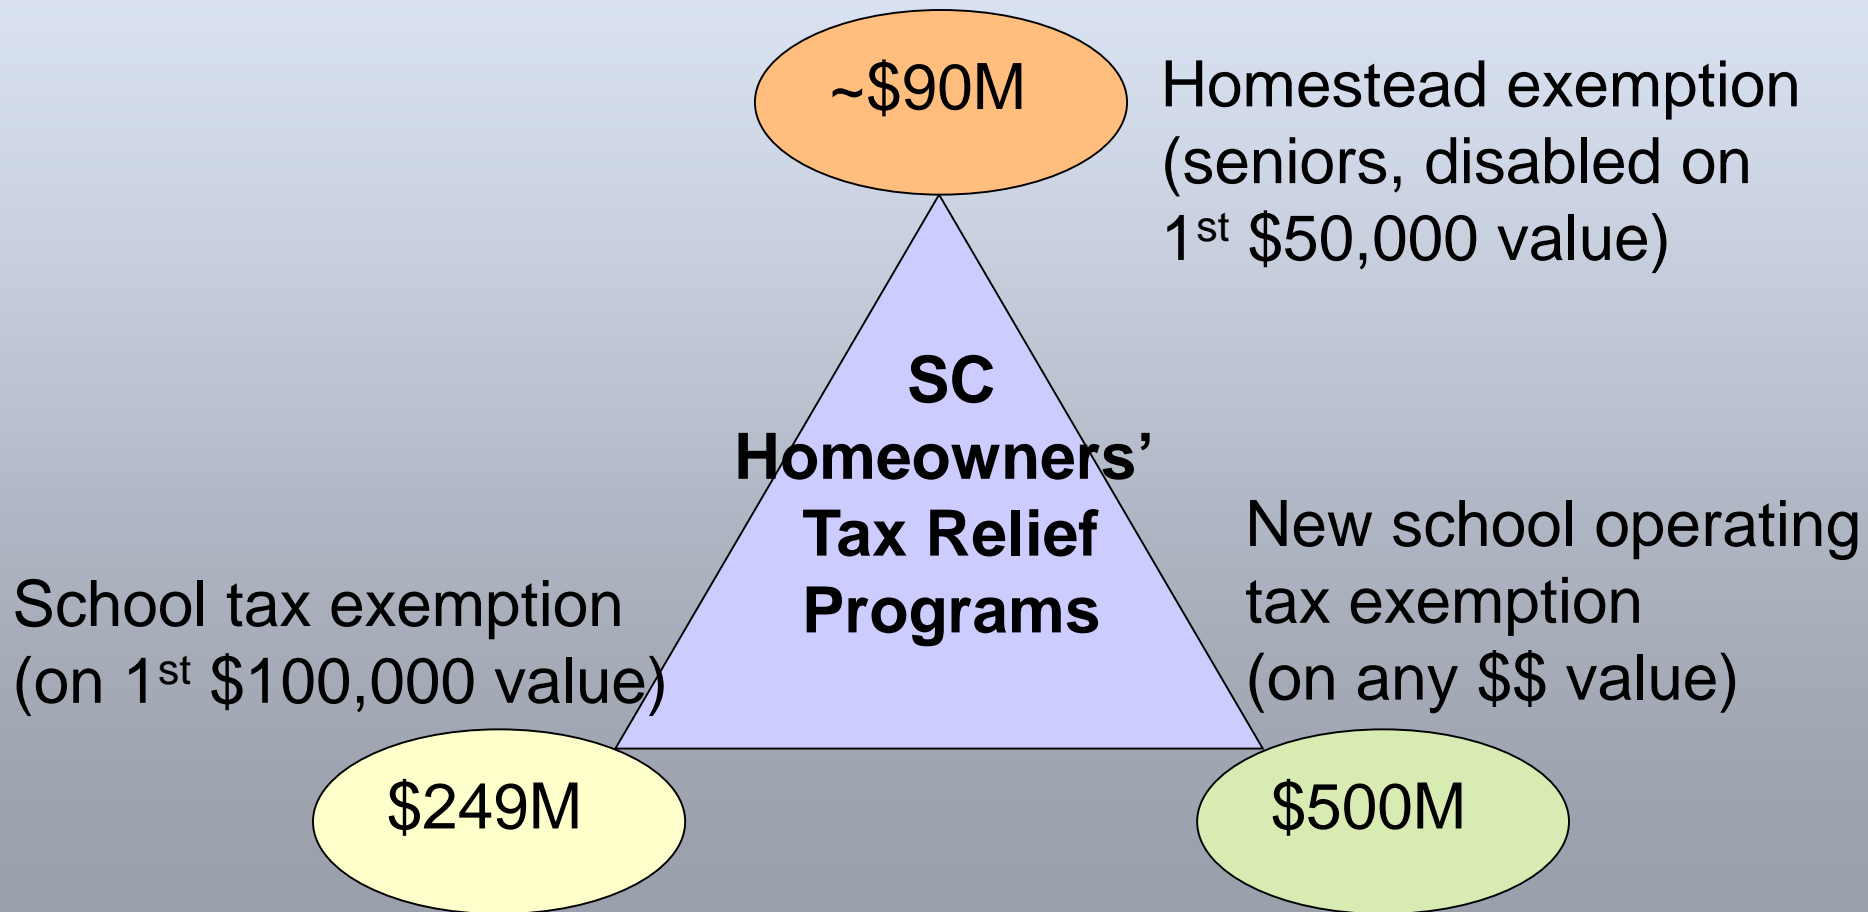 ~$90M
Homestead exemption
(seniors, disabled on
1st $50,000 value)
SC
Homeowners’
Tax Relief
Programs
School tax exemption
(on 1st $100,000 value)
New school operating
tax exemption
(on any $$ value)
$249M
$500M